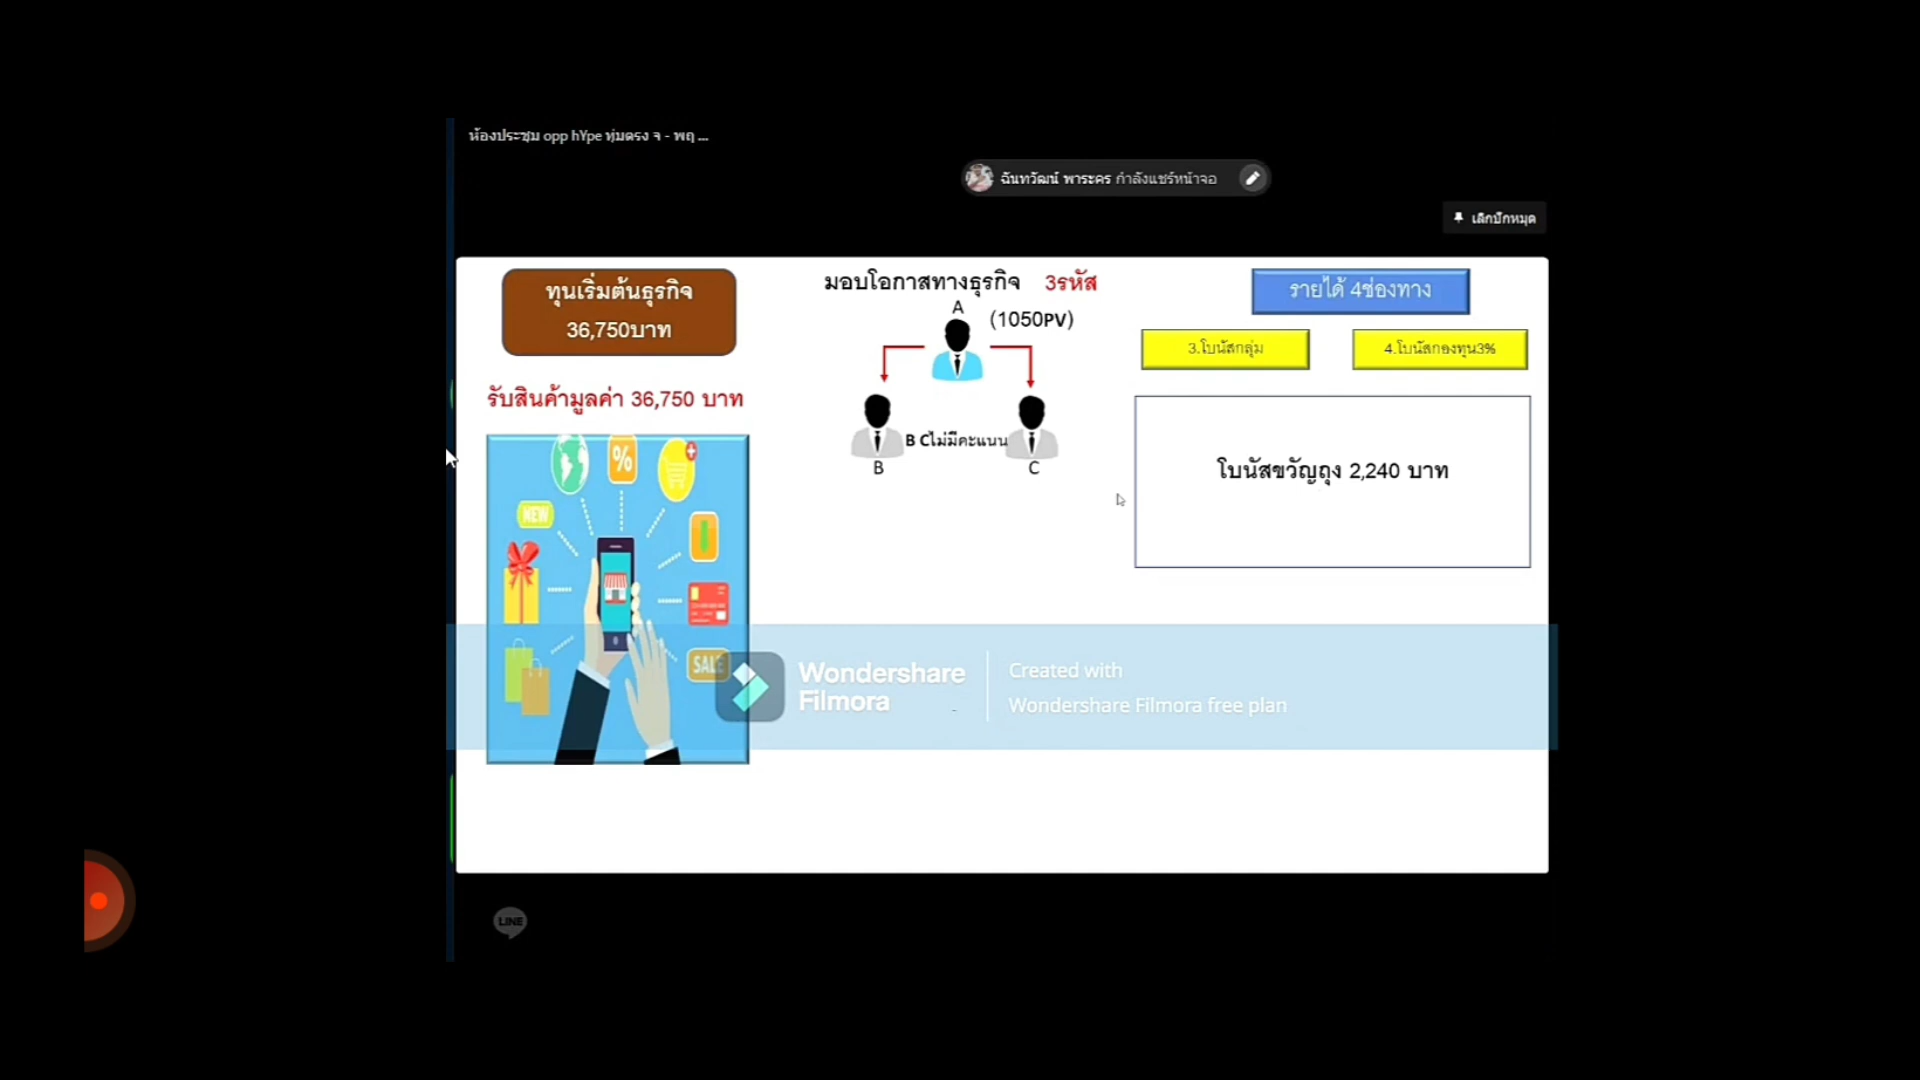 ห้องประชุม opp hYpe ทุ่มตรง จ - พฤ ...
ฉันทวัฒน์ พาระคร กำลังแชร์หน้าจอ
เลิกปักหมุด
ทุนเริ่มต้นธุรกิจ
36,750บาท
รับสินค้ามูลค่า 36,750 บาท
%
NEW
SALE
มอบโอกาสทางธุรกิจ 3รหัส
A
(1050PV)
B Cไม่มีคะแนน
B
C
รายได้ 4ช่องทาง
3.โบนัสกลุ่ม
4.โบนัสกองทุน3%
โบนัสขวัญถุง 2,240 บาท
Wondershare
Filmora
Created with
Wondershare Filmora free plan
LINE